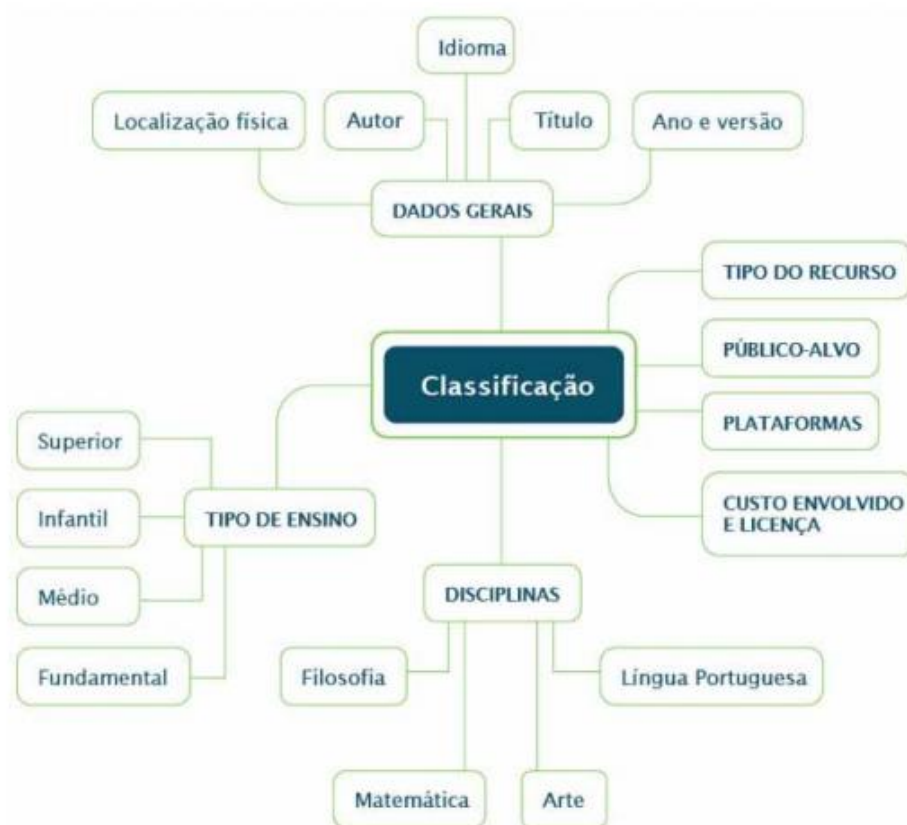 Idioma
Localização física
Autor
Título
Ano e versão
DADOS GERAIS
TIPO DO RECURSO
PÚBLICO-ALVO
PLATAFORMAS
CUSTO ENVOLVIDO
E LICENÇA
Classificação
Superior
Infantil
Médio
Fundamental
TIPO DE ENSINO
DISCIPLINAS
Filosofia
Língua Portuguesa
Matemática
Arte